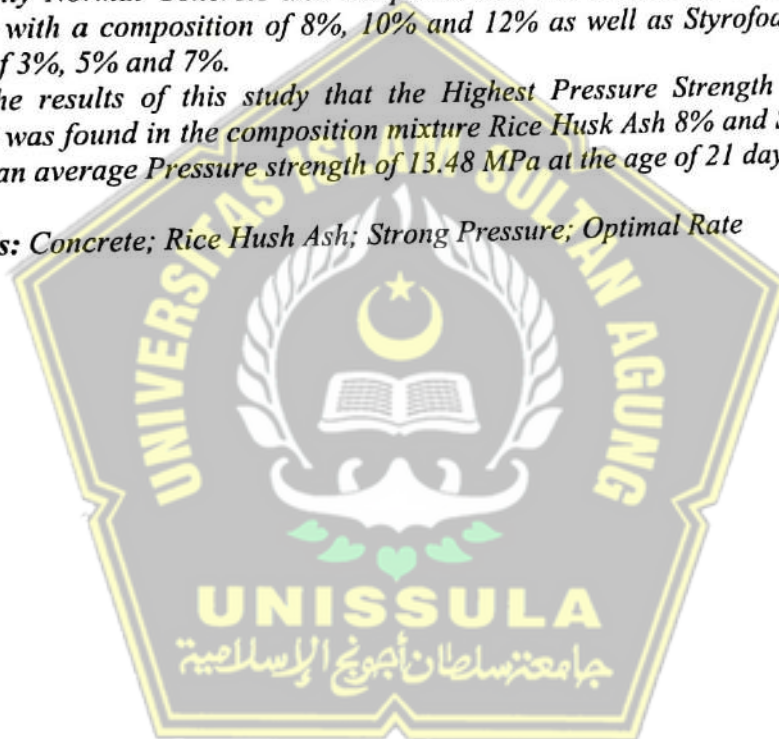 with a composition of 8%, 10% and 12% as well as
f 3%, 5% and 7%.
he results of this study that the Highest Pressure Strength
was found in the composition mixture Rice Husk Ash 8% and
an average Pressure strength of 13.48 MPa at the age of 21 day
s: Concrete; Rice Hush Ash; Strong Pressure; Optimal Rate
UNIVERSITAS ISLAM SULTAN AGUNG
UNISSULA
جامعة سلطان أجونج الإسلامية